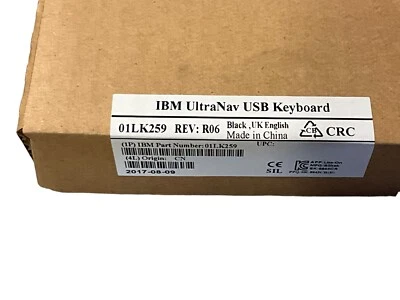 IBM UltraNav USB Keyboard
01LK259 REV: R06 Black , UK English
Made in China CRC
(1P) IBM Part Number:01LK259 UPC:
(4L) Origin: CN
2017-08-09
CE
SIL